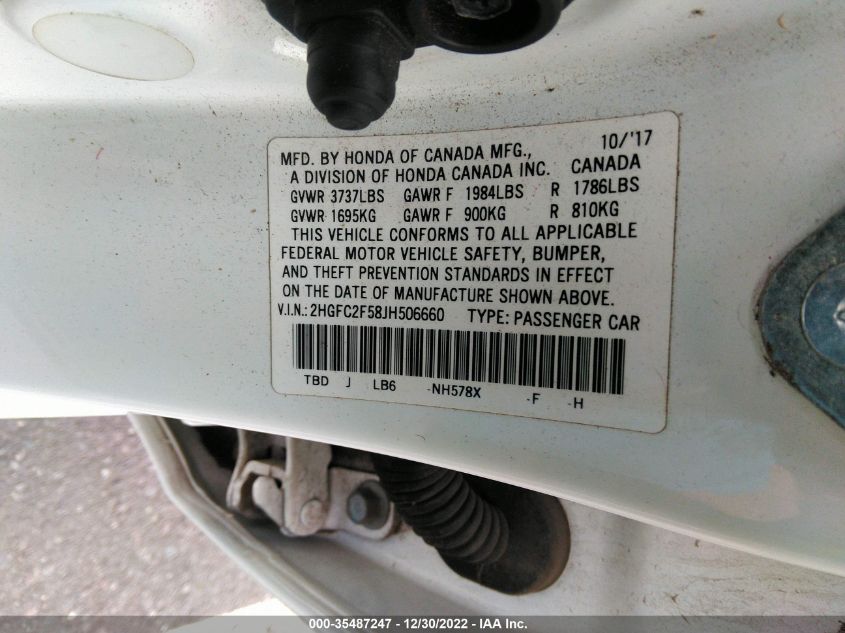 10/'17
MFD. BY HONDA OF CANADA MFG.,
A DIVISION OF HONDA CANADA INC. CANADA
GVWR 3737LBS GAWR F 1984LBS R 1786LBS
GVWR 1695KG GAWR F 900KG R 810KG
THIS VEHICLE CONFORMS TO ALL APPLICABLE
FEDERAL MOTOR VEHICLE SAFETY, BUMPER,
AND THEFT PREVENTION STANDARDS IN EFFECT
ON THE DATE OF MANUFACTURE SHOWN ABOVE.
V.I.N.: 2HGFC2F58JH506660 TYPE: PASSENGER CAR
TBD J LB6 -NH578X -F -H
000-35487247 - 12/30/2022 - IAA Inc.